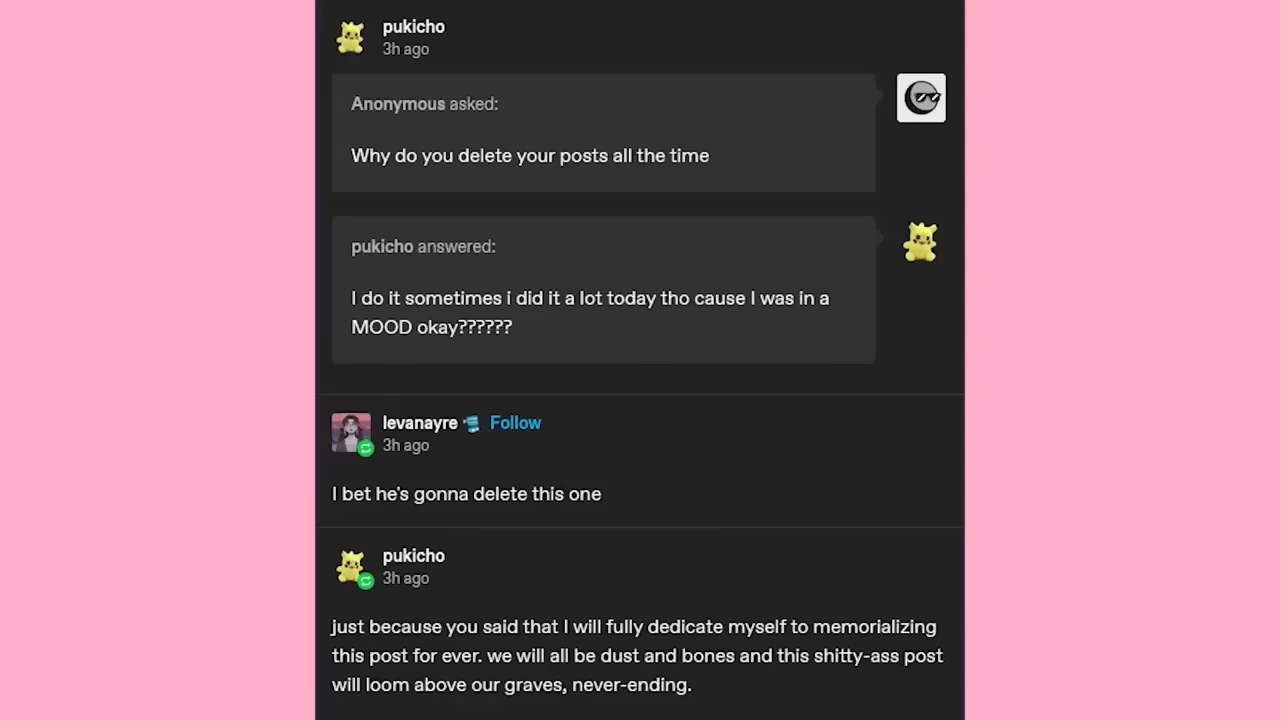 pukicho
3h ago
Anonymous asked:
Why do you delete your posts all the time
pukicho answered:
I do it sometimes i did it a lot today tho cause I was in a
MOOD okay??????
levanayre Follow
3h ago
I bet he's gonna delete this one
pukicho
3h ago
just because you said that I will fully dedicate myself to memorializing
this post for ever. we will all be dust and bones and this shitty-ass post
will loom above our graves, never-ending.